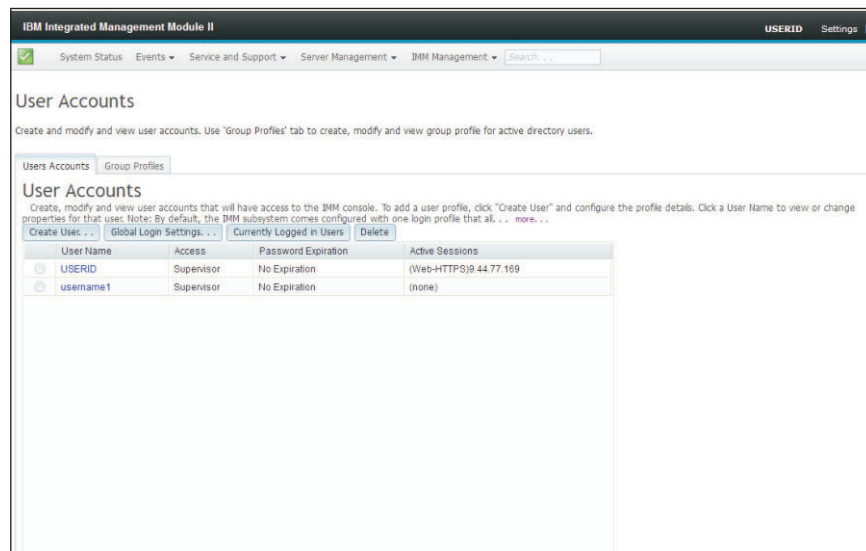 IBM Integrated Management Module II USERID Settings
System Status Events Service and Support Server Management IMM Management Search...
User Accounts
Create and modify and view user accounts. Use 'Group Profiles' tab to create, modify and view group profile for active directory users.
Users Accounts Group Profiles
User Accounts
Create, modify and view user accounts that will have access to the IMM console. To add a user profile, click "Create User" and configure the profile details. Click a User Name to view or change
properties for that user. Note: By default, the IMM subsystem comes configured with one login profile that all. . . more. . .
Create User. . . Global Login Settings. . . Currently Logged in Users Delete
User Name Access Password Expiration Active Sessions
USERID Supervisor No Expiration (Web-HTTPS)9.44.77.169
username1 Supervisor No Expiration (none)